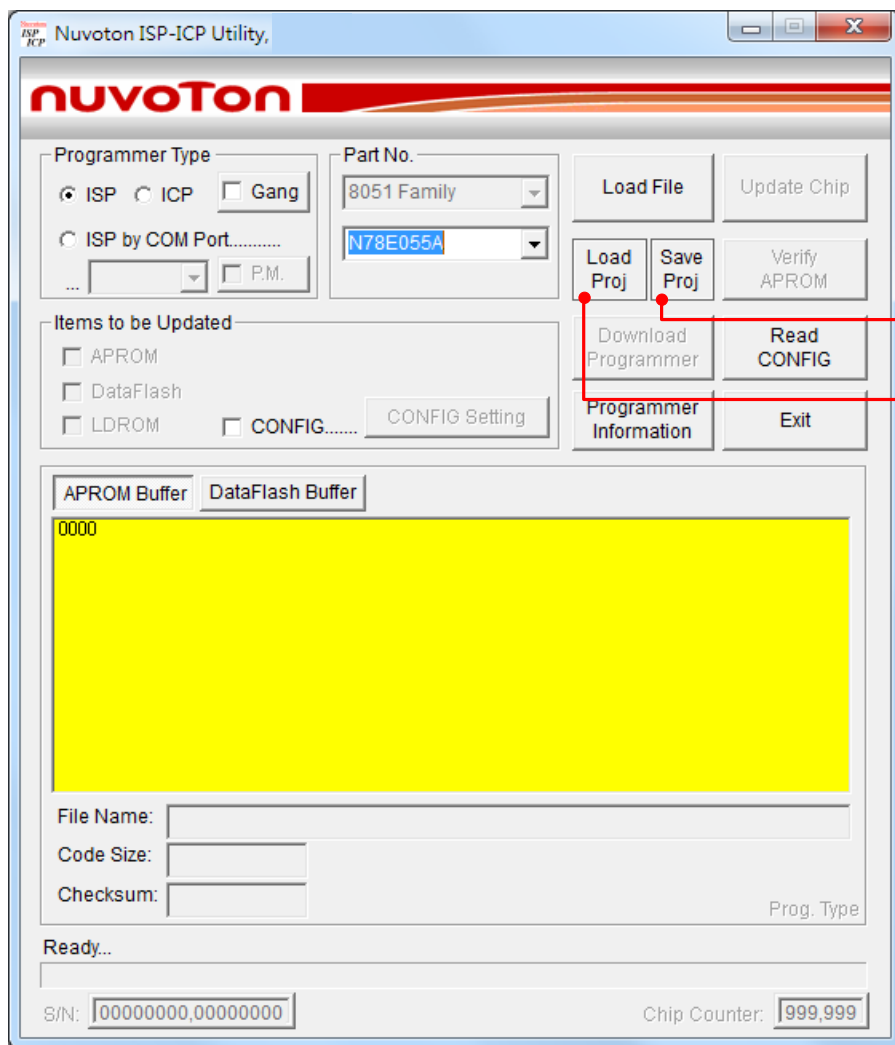 Nuvoton
ISP
ICP
Nuvoton ISP-ICP Utility,
nuvoTon
Programmer Type
ISP ICP Gang
ISP by COM Port...........
... P.M.
Part No.
8051 Family
N78E055A
Load File
Update Chip
Load Proj
Save Proj
Verify APROM
Download Programmer
Read CONFIG
Programmer Information
Exit
Items to be Updated
APROM
DataFlash
LDROM CONFIG....... CONFIG Setting
APROM Buffer DataFlash Buffer
0000
File Name:
Code Size:
Checksum:
Prog. Type
Ready...
S/N: 00000000,00000000 Chip Counter: 999,999